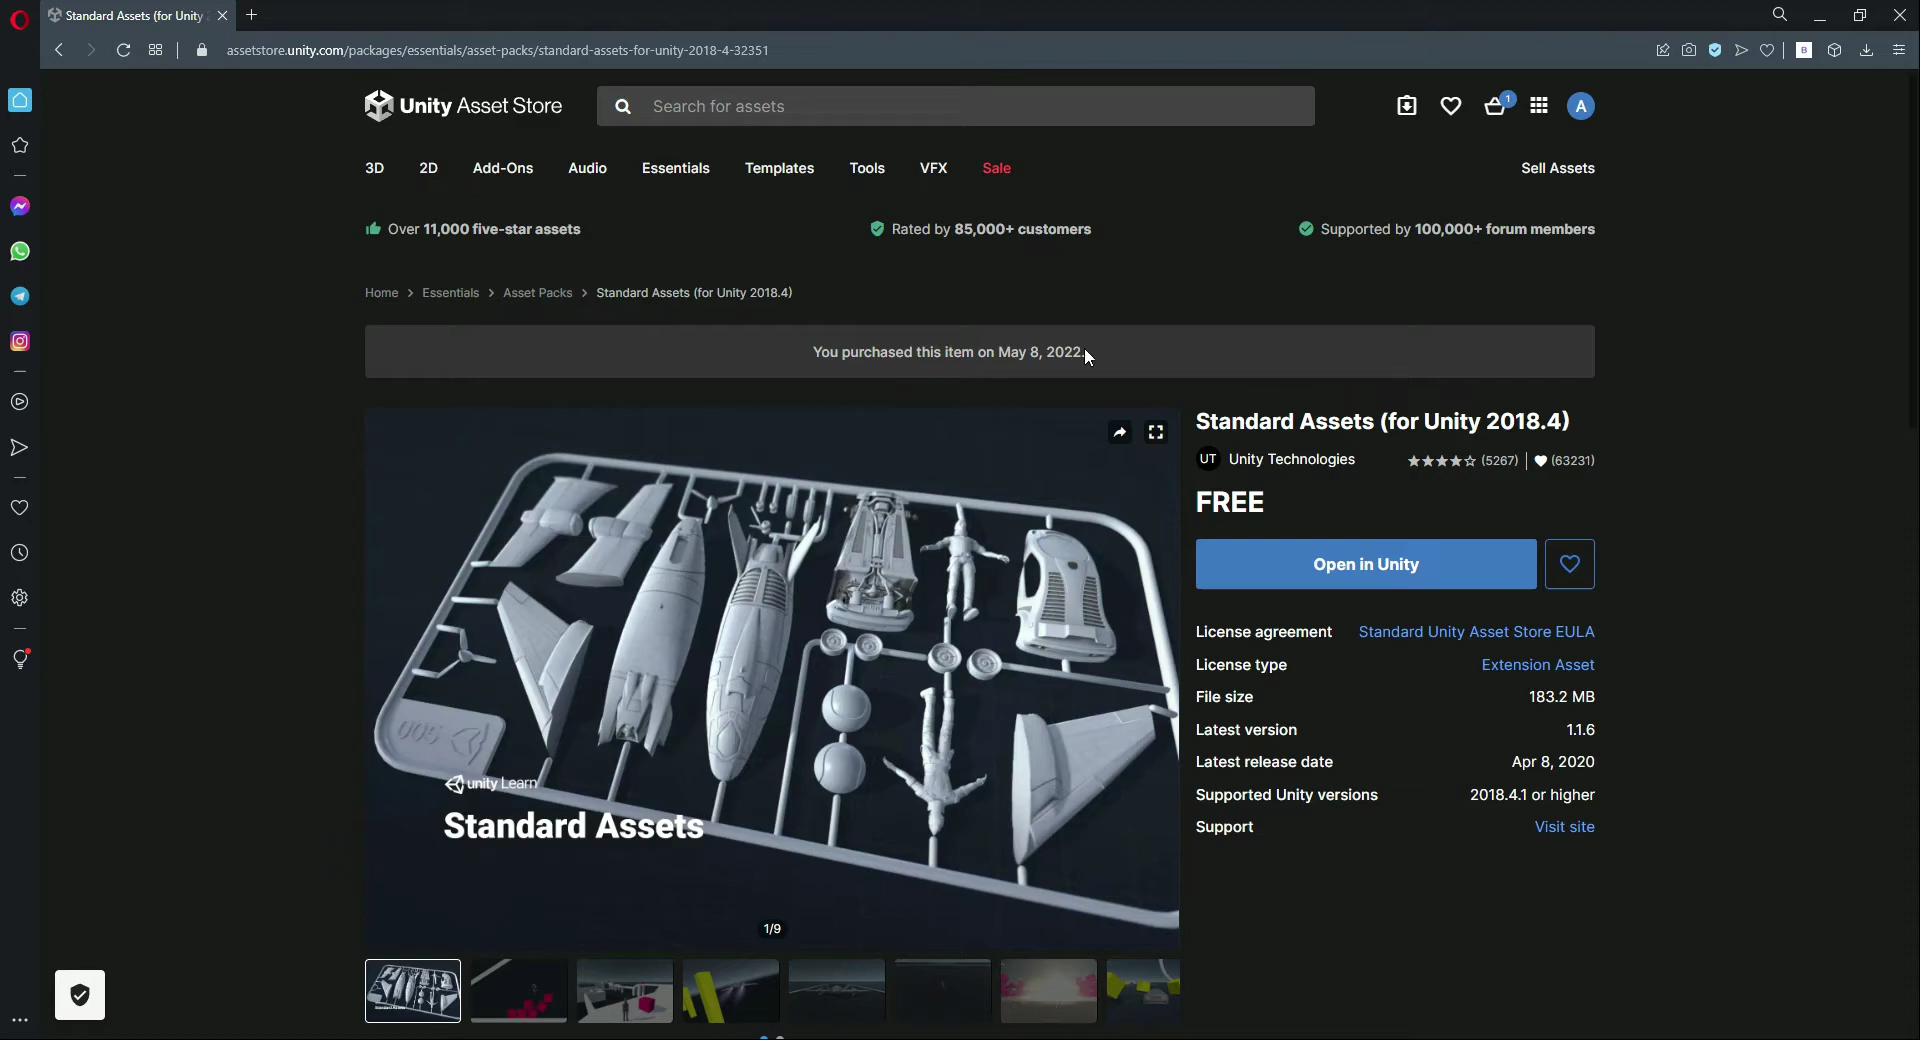 Standard Assets (for Unity
assetstore.unity.com/packages/essentials/asset-packs/standard-assets-for-unity-2018-4-32351
B
Unity Asset Store
Search for assets
1
A
3D 2D Add-Ons Audio Essentials Templates Tools VFX Sale Sell Assets
Over 11,000 five-star assets
Rated by 85,000+ customers
Supported by 100,000+ forum members
Home > Essentials > Asset Packs > Standard Assets (for Unity 2018.4)
You purchased this item on May 8, 2022.
Standard Assets (for Unity 2018.4)
UT Unity Technologies (5267) | (63231)
FREE
Open in Unity
License agreement Standard Unity Asset Store EULA
License type Extension Asset
File size 183.2 MB
Latest version 1.1.6
Latest release date Apr 8, 2020
Supported Unity versions 2018.4.1 or higher
Support Visit site
005
unity Learn
Standard Assets
1/9